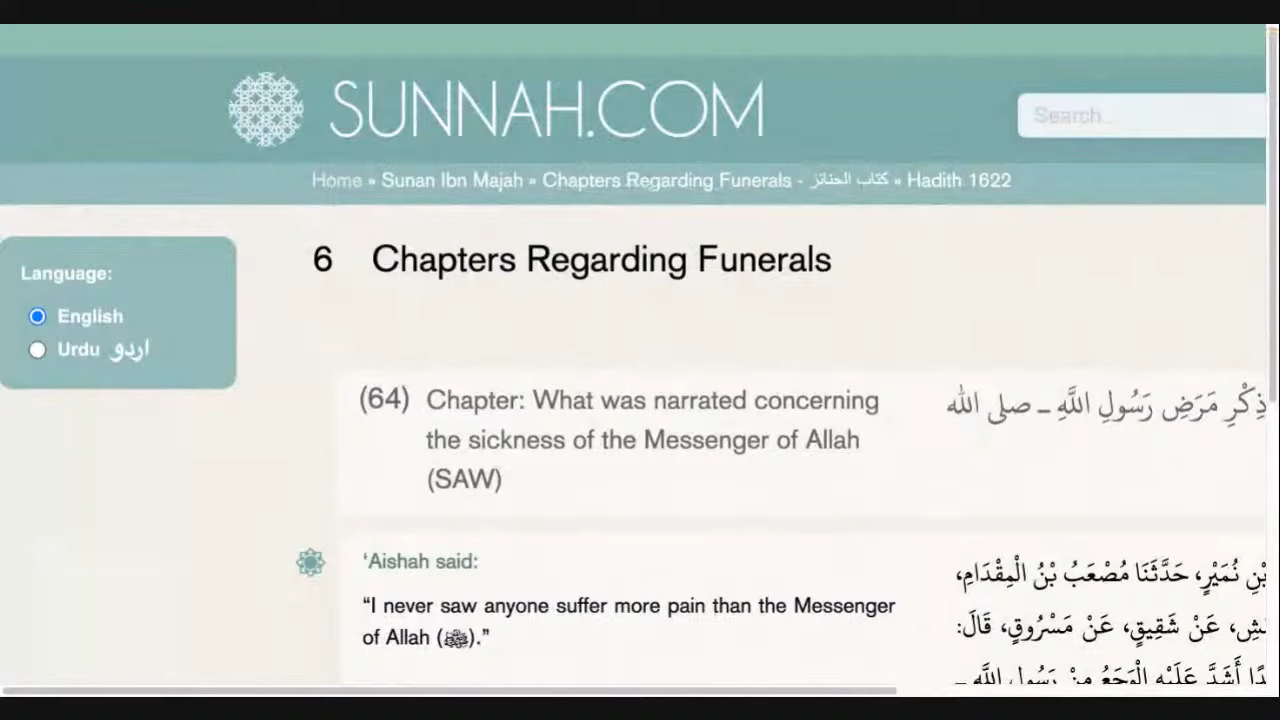 SUNNAH.COM
Search...
Home » Sunan Ibn Majah » Chapters Regarding Funerals - كتاب الجنائز » Hadith 1622
Language:
English
Urdu اردو
6 Chapters Regarding Funerals
(64) Chapter: What was narrated concerning
the sickness of the Messenger of Allah
(SAW)
ذِكْرِ مَرَضِ رَسُولِ اللَّهِ ـ صلى الله
‘Aishah said:
“I never saw anyone suffer more pain than the Messenger
of Allah (ﷺ).”
بْنِ نُمَيْرٍ، حَدَّثَنَا مُصْعَبُ بْنُ الْمِقْدَامِ،
عَنْ شَقِيقٍ، عَنْ مَسْرُوقٍ، قَالَ:
أَشَدَّ عَلَيْهِ الْوَجَعُ مِنْ رَسُولِ اللَّهِ ـ